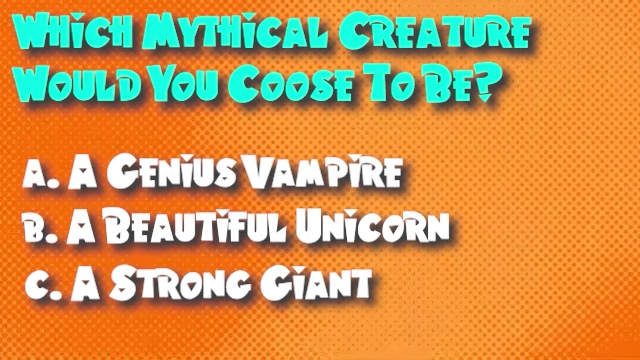 Which Mythical Creature
Would You Coose To Be?
a. A Genius Vampire
b. A Beautiful Unicorn
c. A Strong Giant